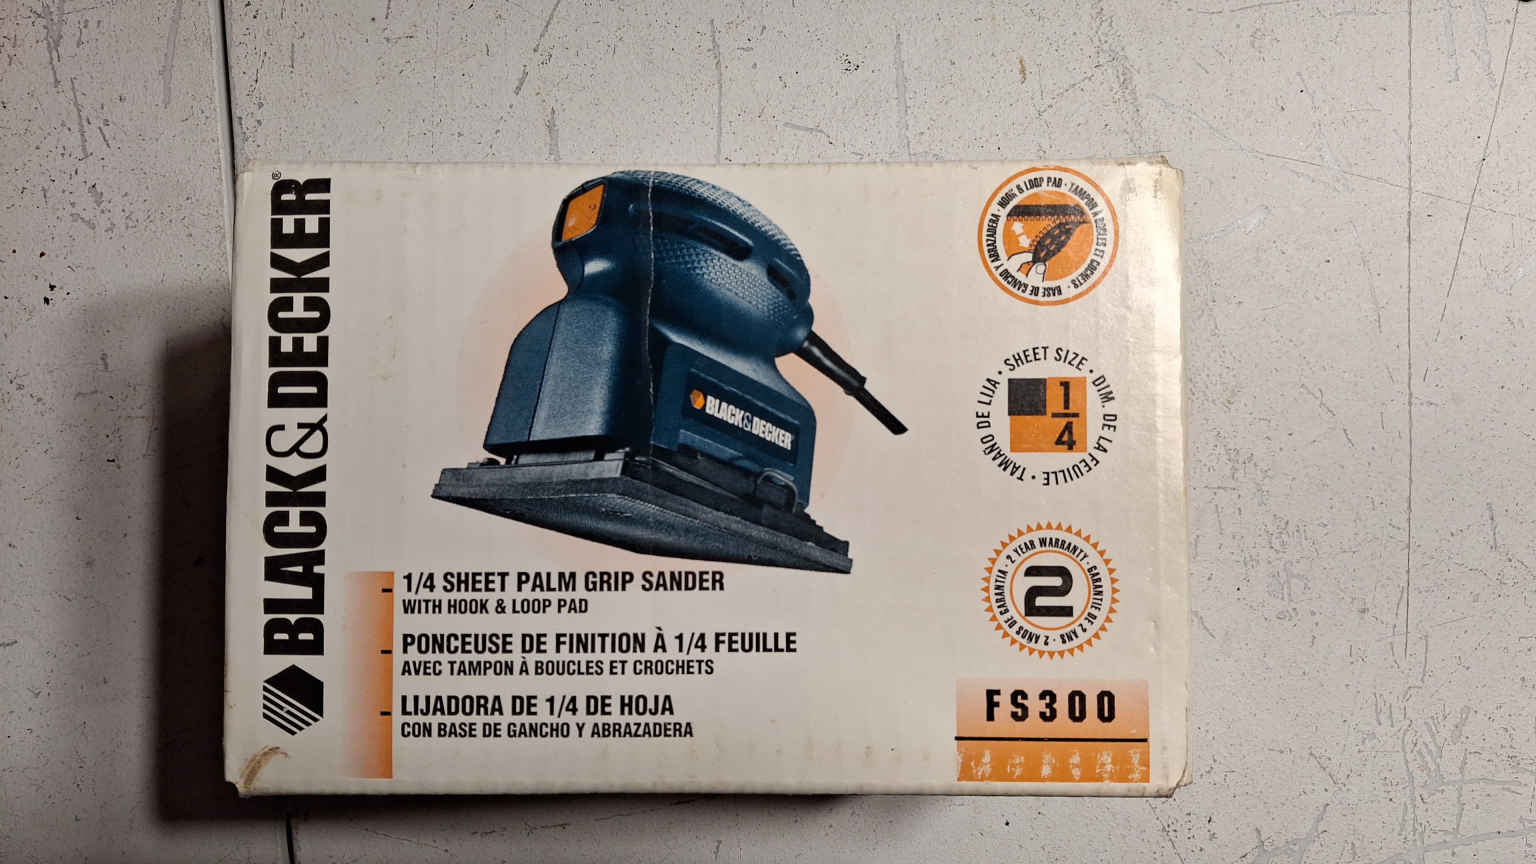 BLACK&DECKER®
BLACK&DECKER
1/4 SHEET PALM GRIP SANDER
WITH HOOK & LOOP PAD
PONCEUSE DE FINITION À 1/4 FEUILLE
AVEC TAMPON À BOUCLES ET CROCHETS
LIJADORA DE 1/4 DE HOJA
CON BASE DE GANCHO Y ABRAZADERA
HOOK & LOOP PAD · TAMPON À BOUCLES ET CROCHETS · BASE DE GANCHO Y ABRAZADERA ·
SHEET SIZE · DIM. DE LA FEUILLE · TAMAÑO DE LIJA ·
1/4
2 YEAR WARRANTY · GARANTIE DE 2 ANS · 2 AÑOS DE GARANTIA ·
2
FS300